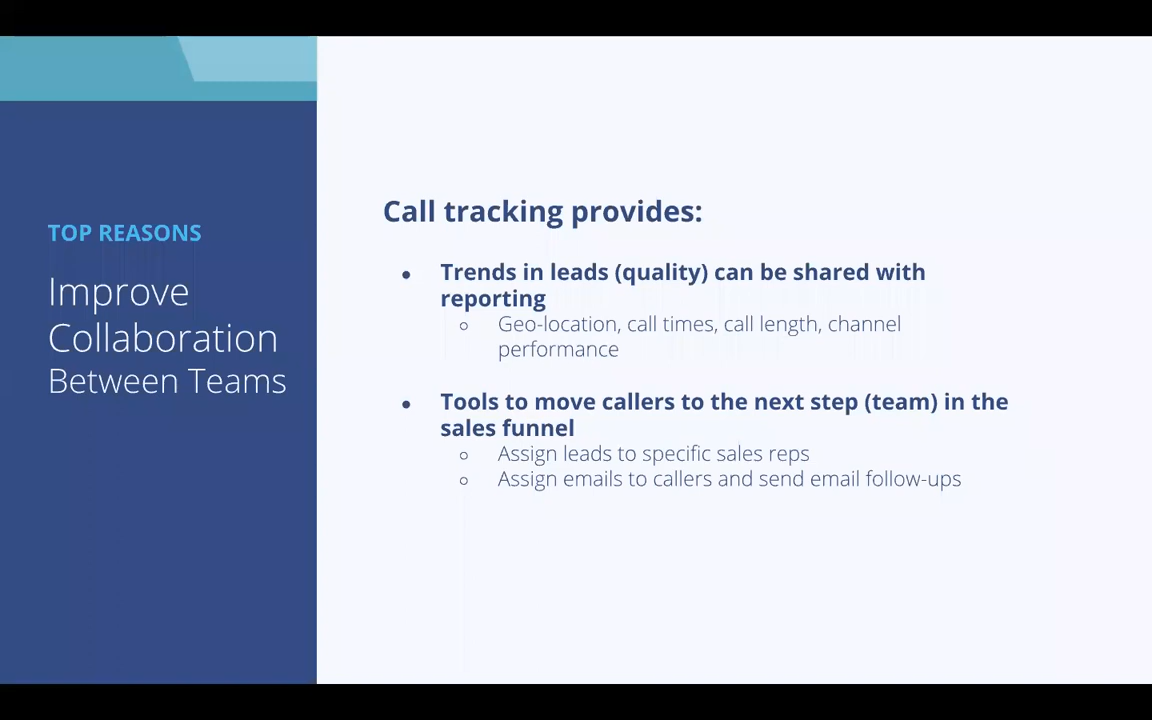 TOP REASONS
Improve
Collaboration
Between Teams
Call tracking provides:
● Trends in leads (quality) can be shared with
reporting
○ Geo-location, call times, call length, channel
performance
● Tools to move callers to the next step (team) in the
sales funnel
○ Assign leads to specific sales reps
○ Assign emails to callers and send email follow-ups